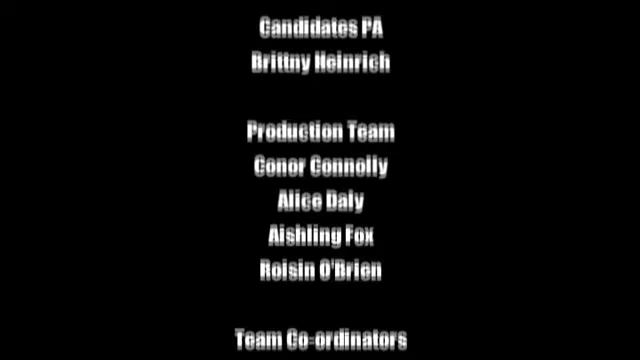 Candidates PA
Brittny Heinrich
Production Team
Conor Connolly
Alice Daly
Aishling Fox
Roisin O'Brien
Team Co-ordinators